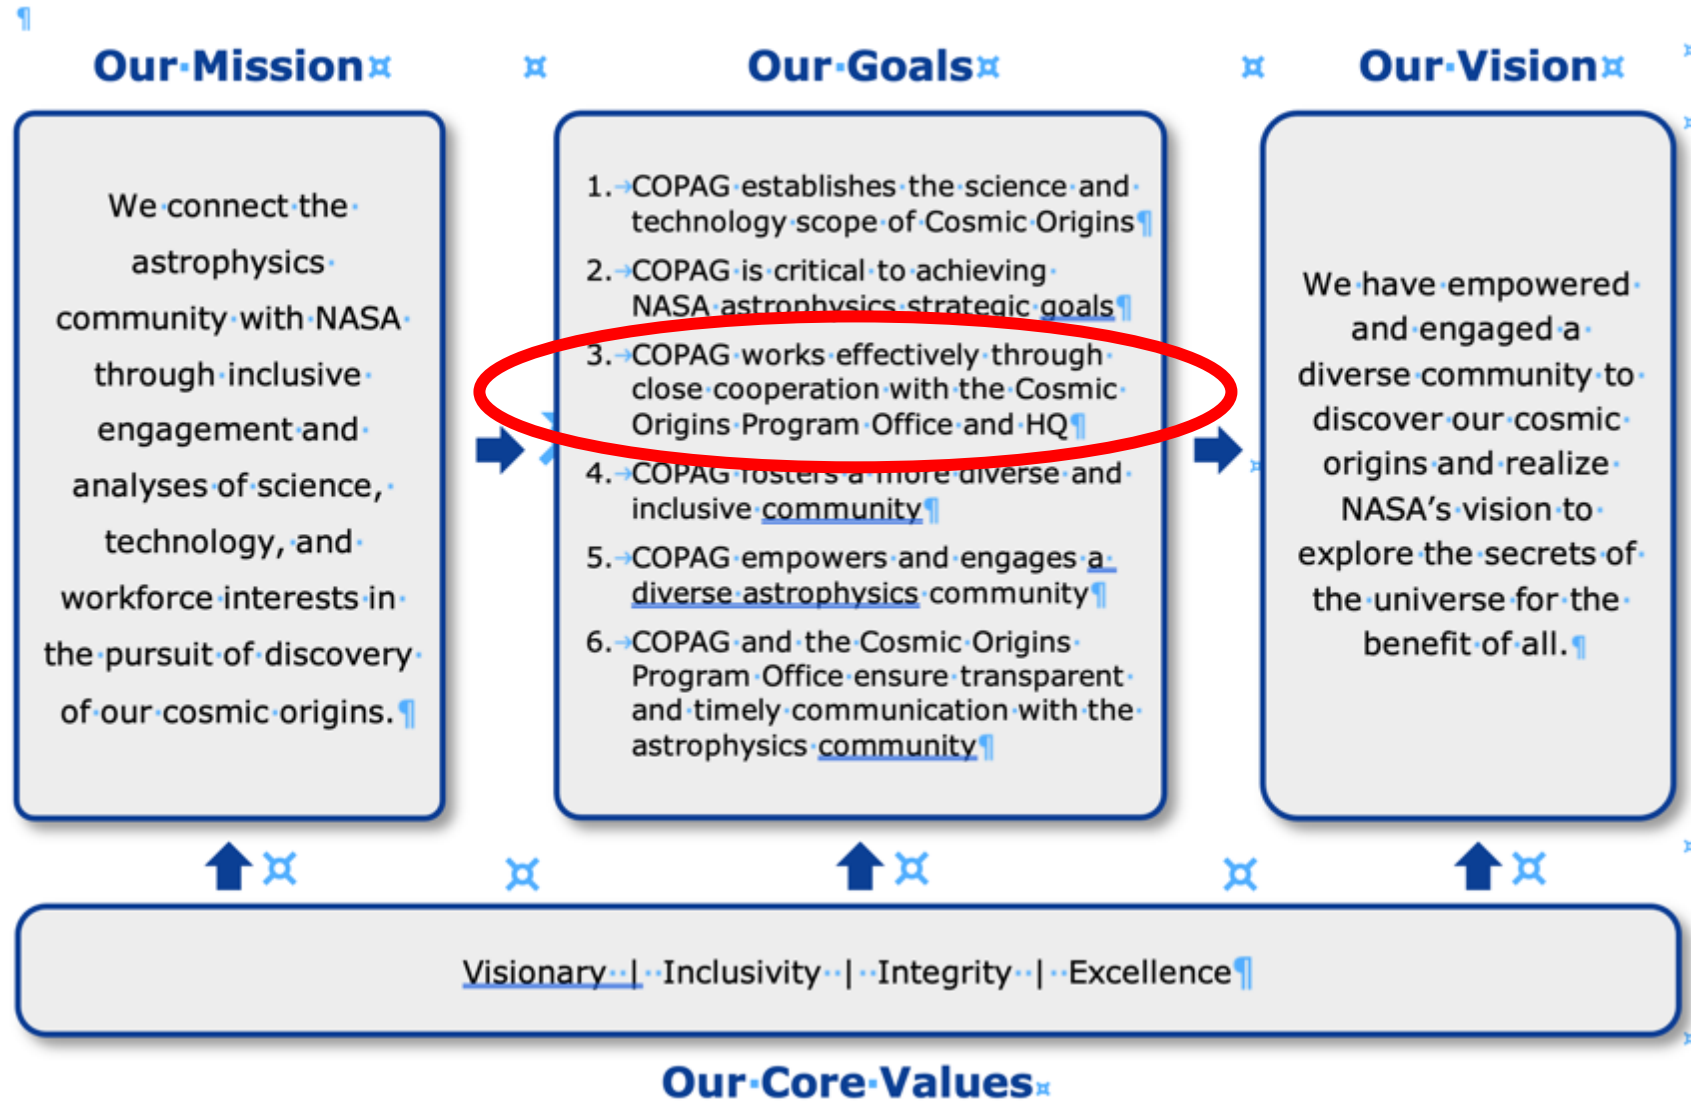 Our Mission
We connect the
astrophysics
community with NASA
through inclusive
engagement and
analyses of science,
technology, and
workforce interests in
the pursuit of discovery
of our cosmic origins.
Our Goals
1. COPAG establishes the science and
technology scope of Cosmic Origins
2. COPAG is critical to achieving
NASA astrophysics strategic goals
3. COPAG works effectively through
close cooperation with the Cosmic
Origins Program Office and HQ
4. COPAG fosters a more diverse and
inclusive community
5. COPAG empowers and engages a
diverse astrophysics community
6. COPAG and the Cosmic Origins
Program Office ensure transparent
and timely communication with the
astrophysics community
Our Vision
We have empowered
and engaged a
diverse community to
discover our cosmic
origins and realize
NASA's vision to
explore the secrets of
the universe for the
benefit of all.
Visionary | Inclusivity | Integrity | Excellence
Our Core Values